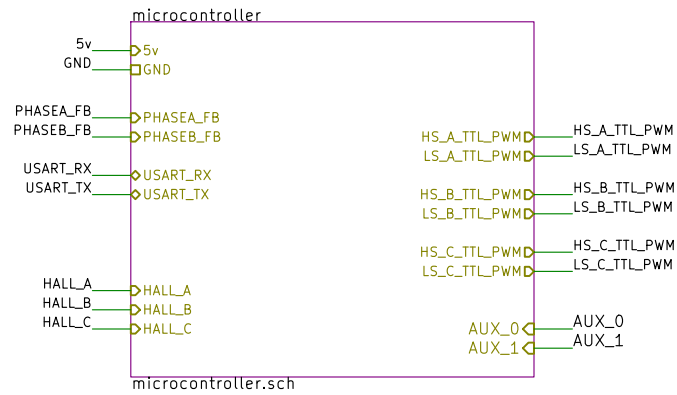 microcontroller
5v 5v
GND GND
PHASEA_FB PHASEA_FB
PHASEB_FB PHASEB_FB
HS_A_TTL_PWM HS_A_TTL_PWM
LS_A_TTL_PWM LS_A_TTL_PWM
USART_RX USART_RX
USART_TX USART_TX
HS_B_TTL_PWM HS_B_TTL_PWM
LS_B_TTL_PWM LS_B_TTL_PWM
HS_C_TTL_PWM HS_C_TTL_PWM
LS_C_TTL_PWM LS_C_TTL_PWM
HALL_A HALL_A
HALL_B HALL_B
HALL_C HALL_C
AUX_0 AUX_0
AUX_1 AUX_1
microcontroller.sch